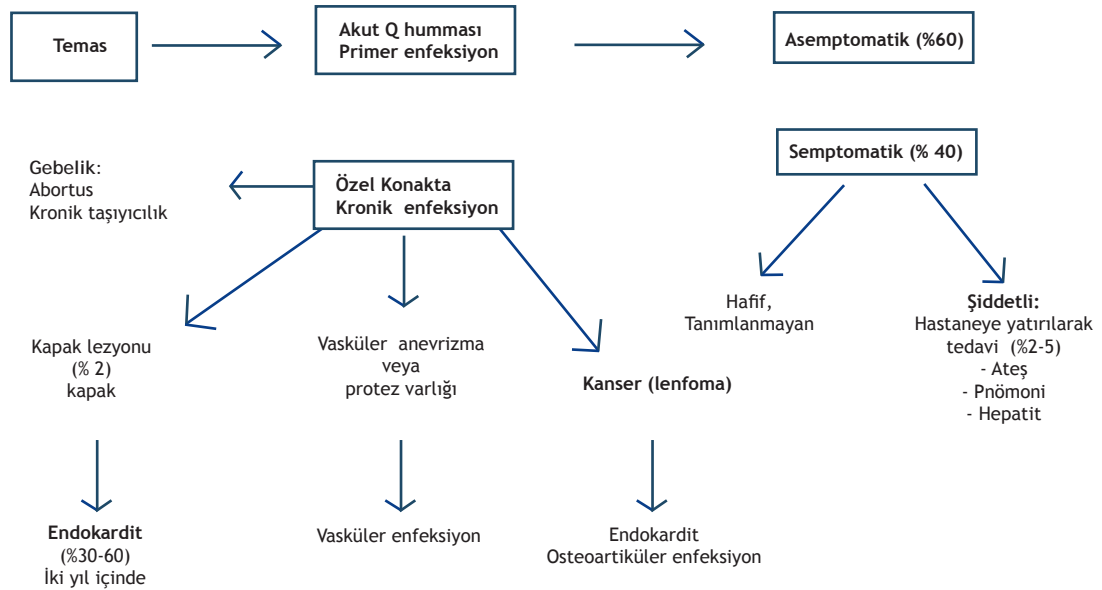 Temas
Akut Q humması
Primer enfeksiyon
Asemptomatik (%60)
Semptomatik (% 40)
Gebelik:
Abortus
Kronik taşıyıcılık
Özel Konakta
Kronik enfeksiyon
Hafif,
Tanımlanmayan
Şiddetli:
Hastaneye yatırılarak
tedavi (%2-5)
- Ateş
- Pnömoni
- Hepatit
Kapak lezyonu
(% 2)
kapak
Vasküler anevrizma
veya
protez varlığı
Kanser (lenfoma)
Endokardit
(%30-60)
İki yıl içinde
Vasküler enfeksiyon
Endokardit
Osteoartiküler enfeksiyon